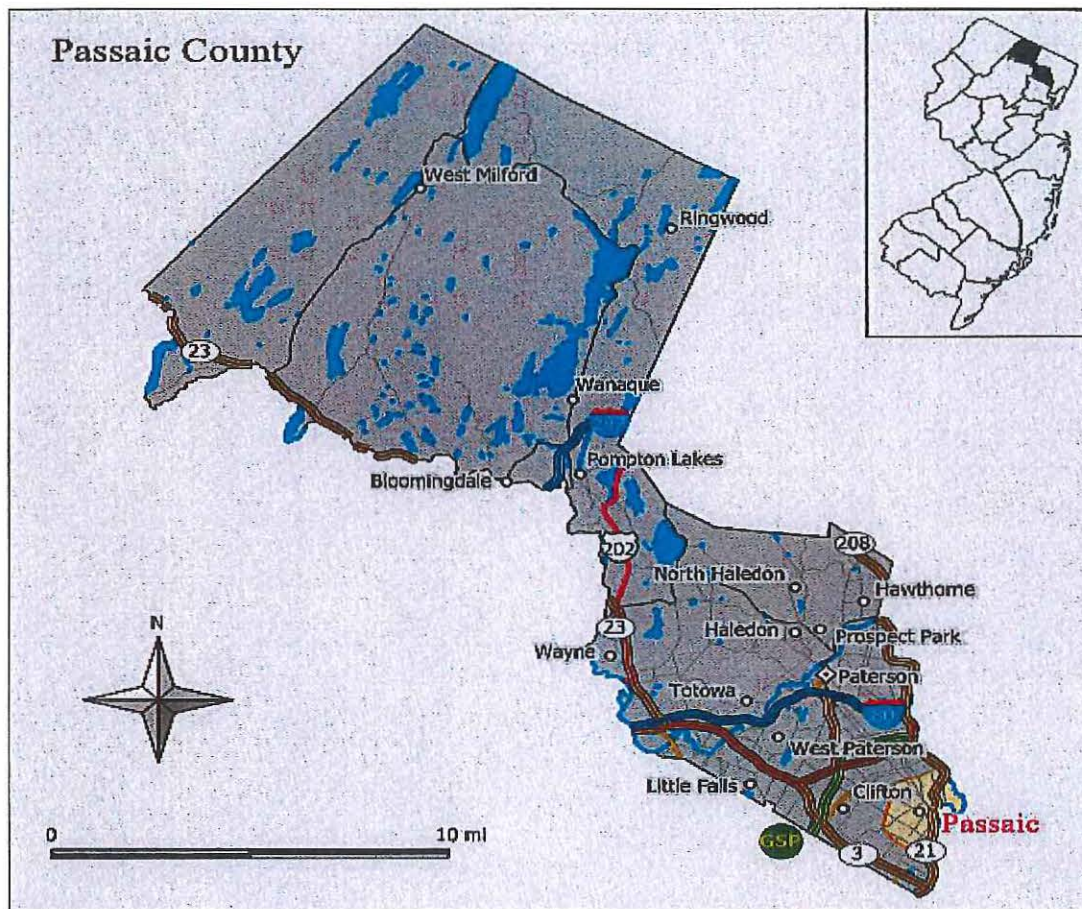 Passaic County
West Milford
Ringwood
23
Wanaque
Pompton Lakes
Bloomingdale
202
208
North Haledon
Hawthorne
N
23
Haledon
Prospect Park
Wayne
Paterson
Totowa
West Paterson
Little Falls
Clifton
Passaic
0
10 mi
GSP
3
21